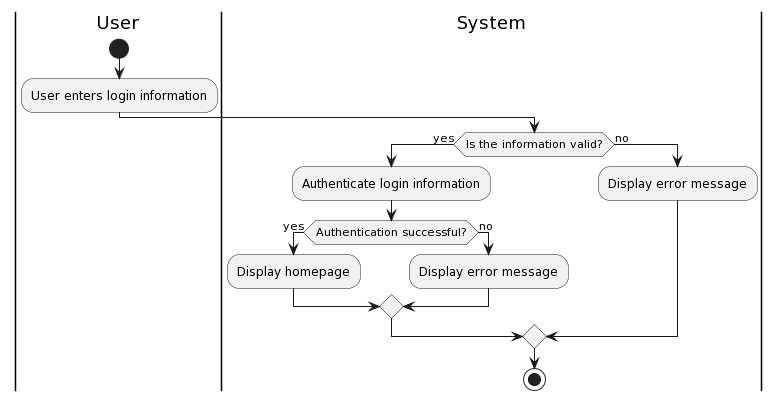 User
System
User enters login information
Is the information valid?
yes
no
Authenticate login information
Display error message
Authentication successful?
yes
no
Display homepage
Display error message